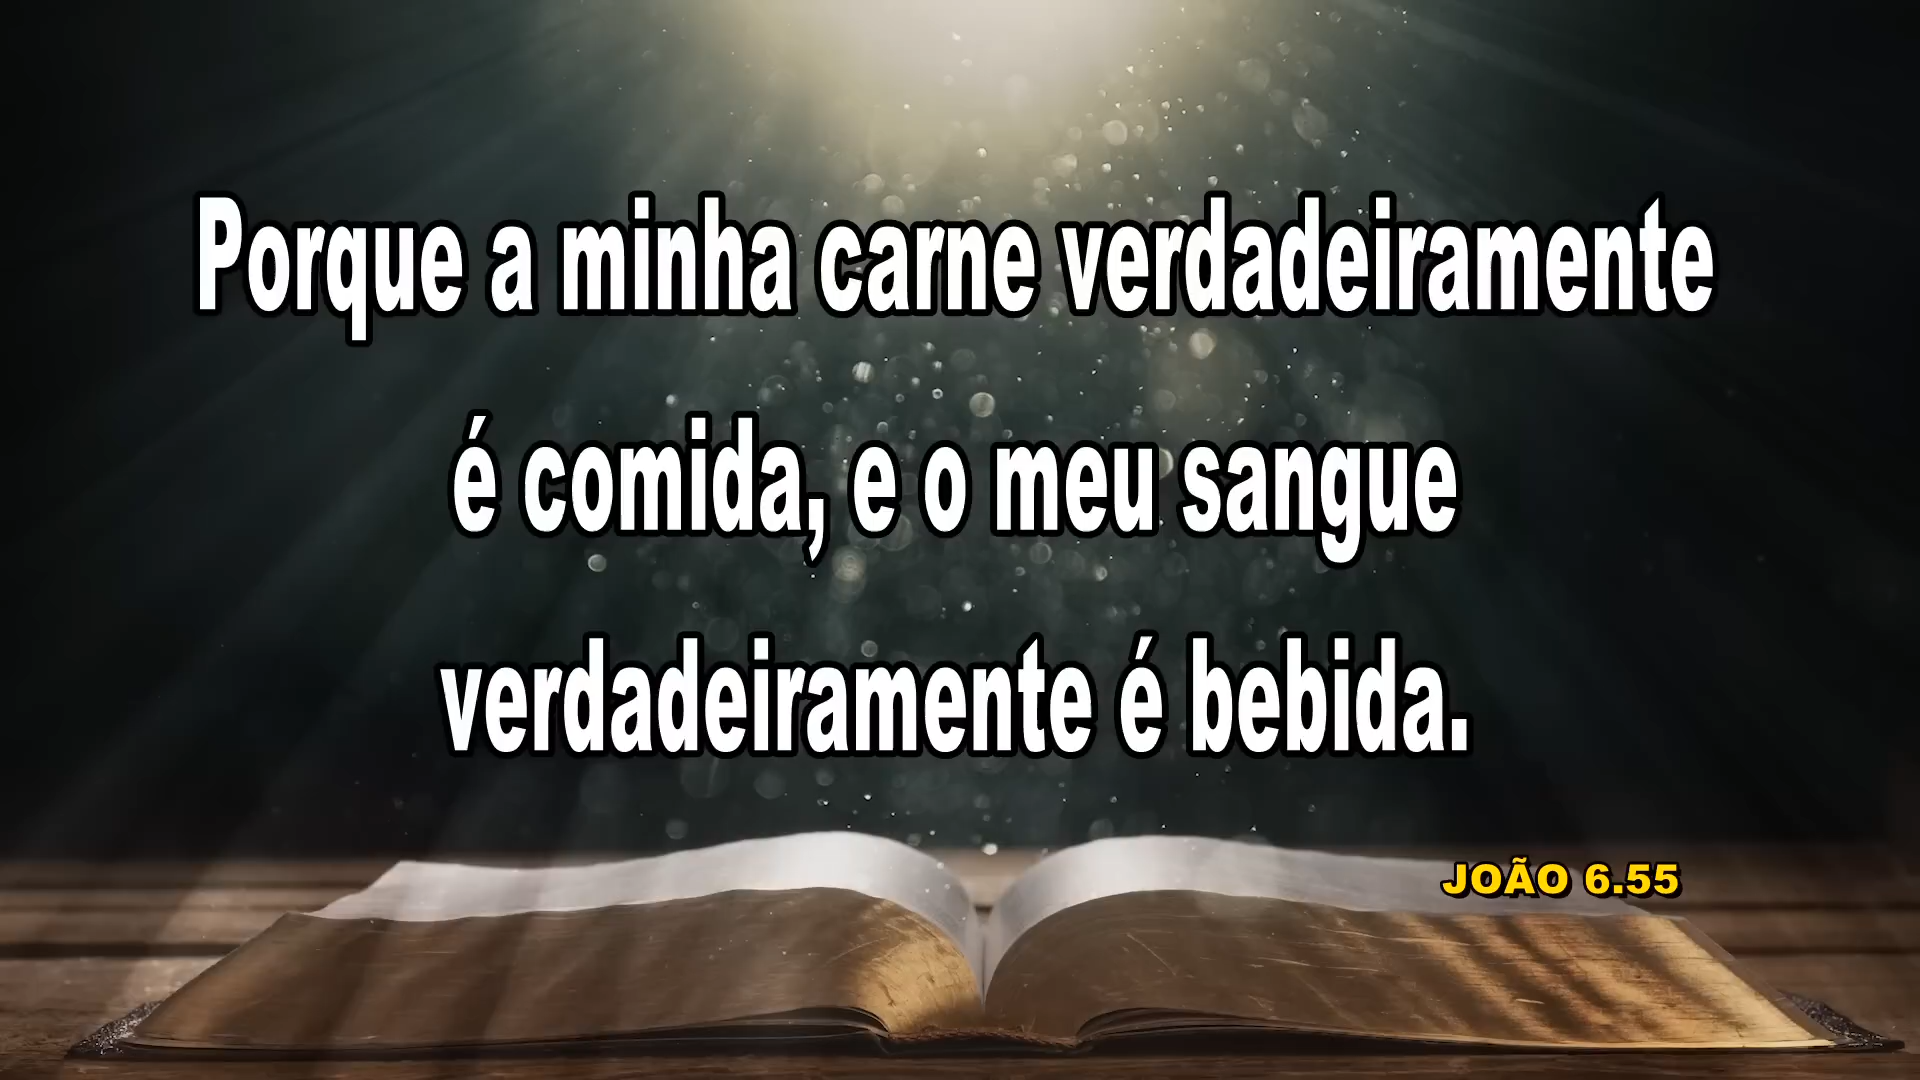 Porque a minha carne verdadeiramente
é comida, e o meu sangue
verdadeiramente é bebida.
JOÃO 6.55